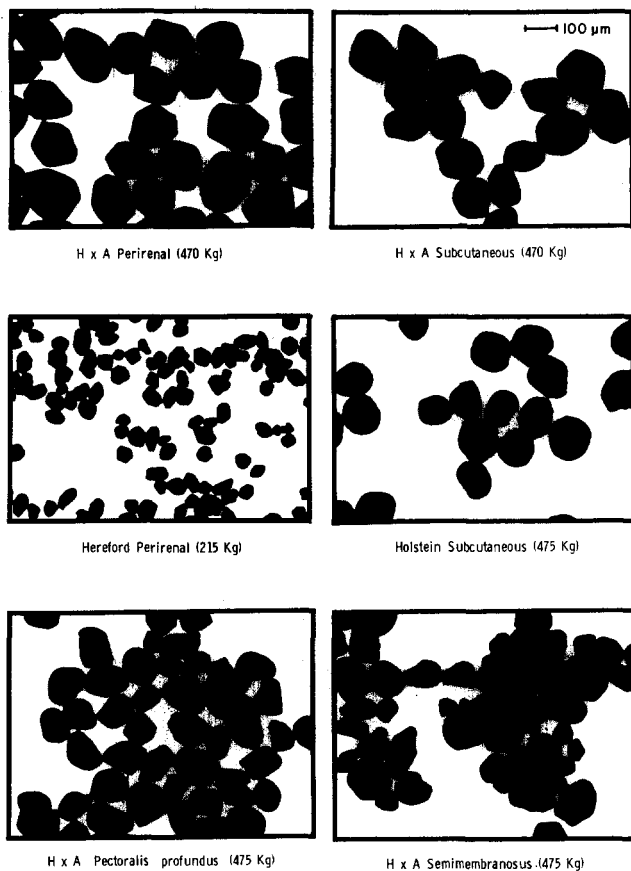 100 µm
H x A Perirenal (470 Kg)
H x A Subcutaneous (470 Kg)
Hereford Perirenal (215 Kg)
Holstein Subcutaneous (475 Kg)
H x A Pectoralis profundus (475 Kg)
H x A Semimembranosus (475 Kg)